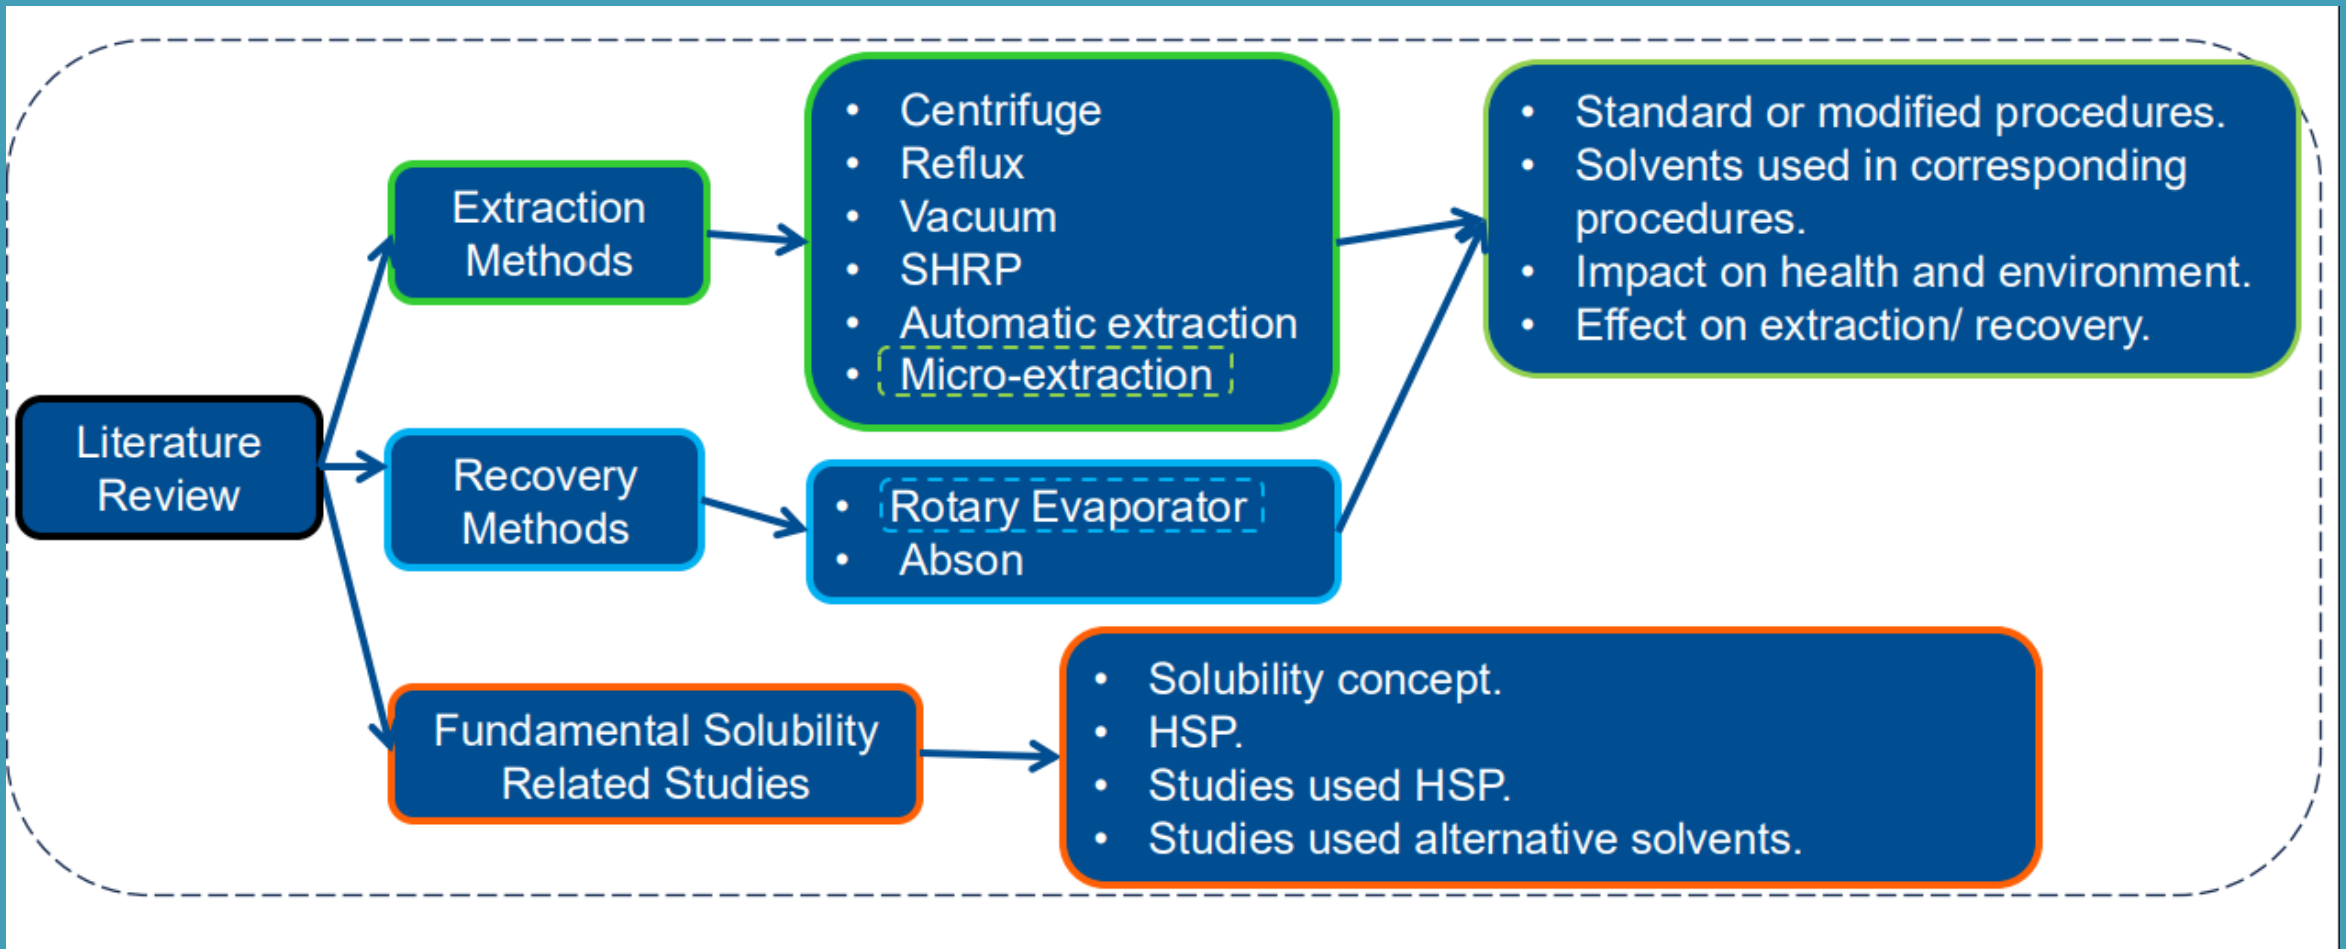 Literature
Review
Extraction
Methods
• Centrifuge
• Reflux
• Vacuum
• SHRP
• Automatic extraction
• Micro-extraction
• Standard or modified procedures.
• Solvents used in corresponding
procedures.
• Impact on health and environment.
• Effect on extraction/ recovery.
Recovery
Methods
• Rotary Evaporator
• Abson
Fundamental Solubility
Related Studies
• Solubility concept.
• HSP.
• Studies used HSP.
• Studies used alternative solvents.